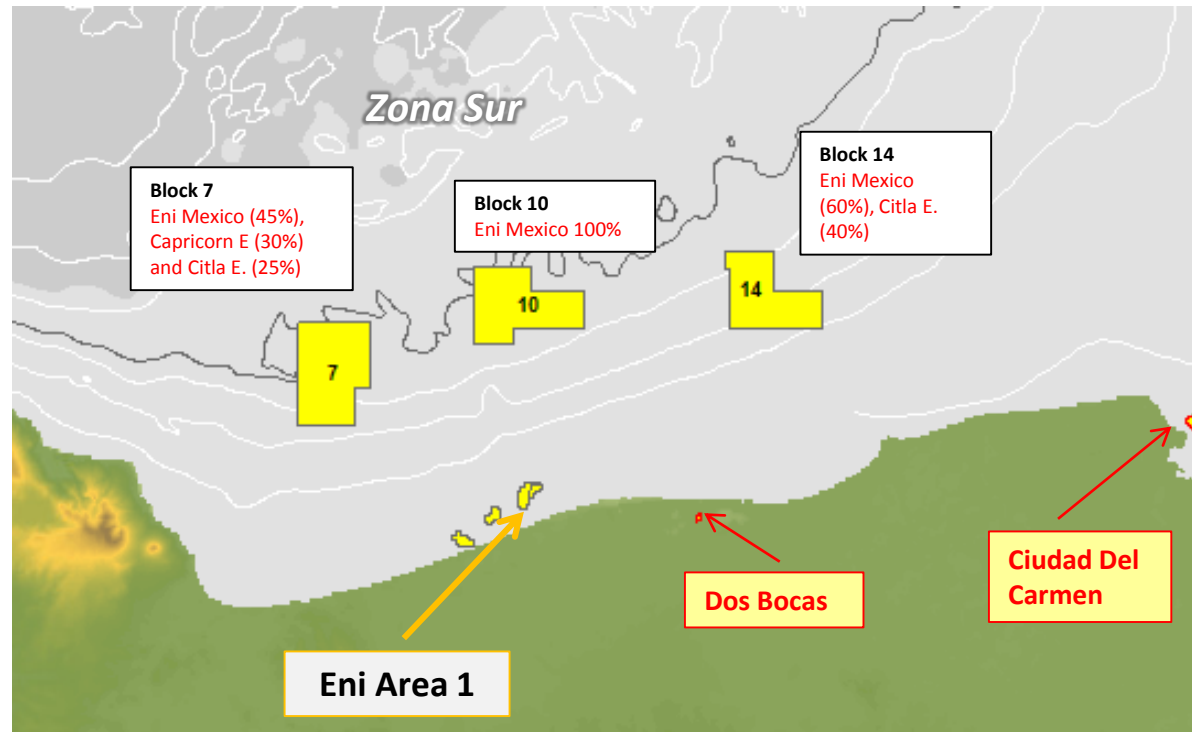 Zona Sur
Block 7
Eni Mexico (45%),
Capricorn E (30%)
and Citla E. (25%)
Block 10
Eni Mexico 100%
Block 14
Eni Mexico
(60%), Citla E.
(40%)
7
10
14
Eni Area 1
Dos Bocas
Ciudad Del
Carmen